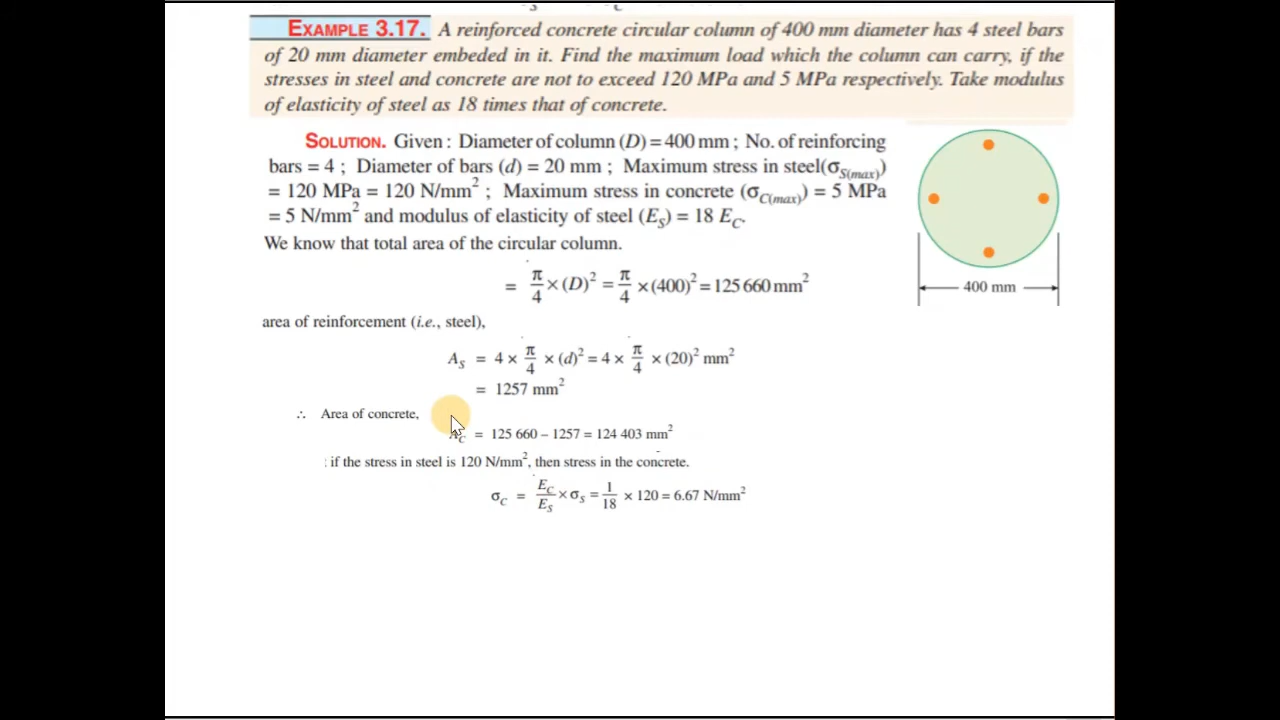 EXAMPLE 3.17. A reinforced concrete circular column of 400 mm diameter has 4 steel bars
of 20 mm diameter embeded in it. Find the maximum load which the column can carry, if the
stresses in steel and concrete are not to exceed 120 MPa and 5 MPa respectively. Take modulus
of elasticity of steel as 18 times that of concrete.
SOLUTION. Given : Diameter of column (D) = 400 mm ; No. of reinforcing
bars = 4 ; Diameter of bars (d) = 20 mm ; Maximum stress in steel(σS(max))
= 120 MPa = 120 N/mm² ; Maximum stress in concrete (σC(max)) = 5 MPa
= 5 N/mm² and modulus of elasticity of steel (ES) = 18 EC.
We know that total area of the circular column.
= π/4 × (D)² = π/4 × (400)² = 125 660 mm²
400 mm
area of reinforcement (i.e., steel),
AS = 4 × π/4 × (d)² = 4 × π/4 × (20)² mm²
= 1257 mm²
∴ Area of concrete,
AC = 125 660 – 1257 = 124 403 mm²
: if the stress in steel is 120 N/mm², then stress in the concrete.
σC = EC/ES × σS = 1/18 × 120 = 6.67 N/mm²